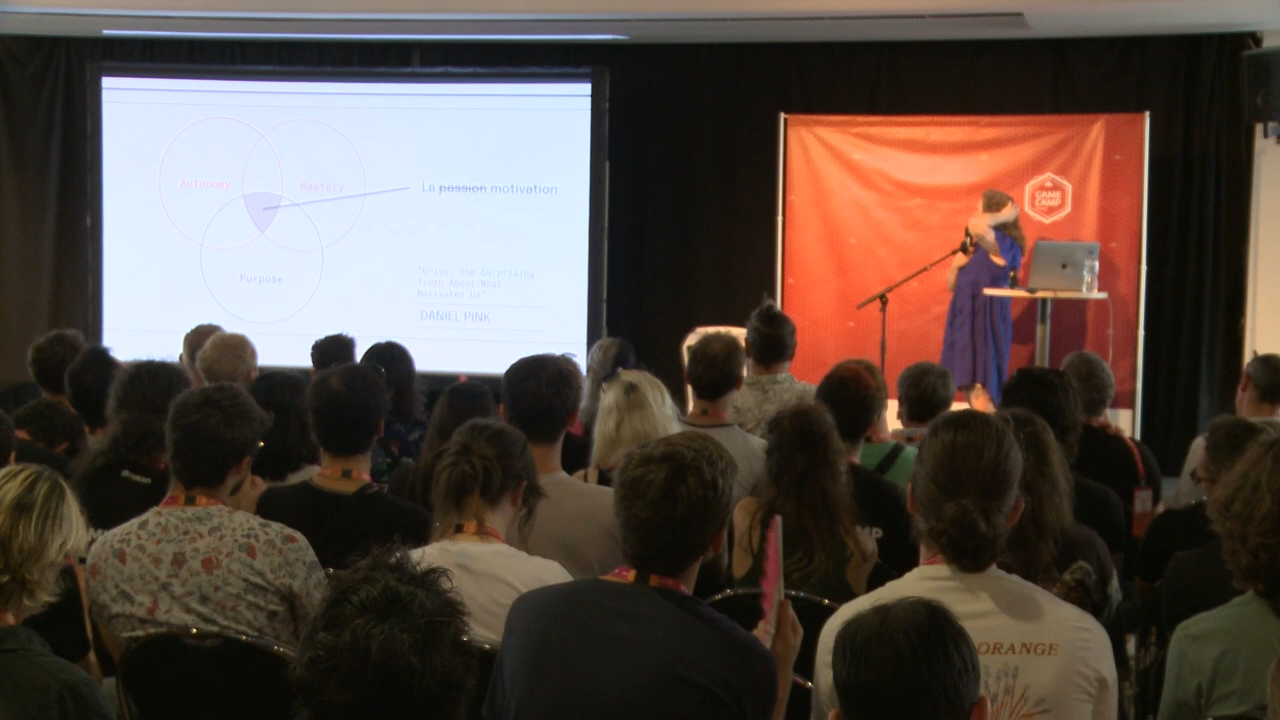 Autonomy
Mastery
La passion motivation
Purpose
"Drive: The Surprising
Truth About What
Motivates Us"
DANIEL PINK
GAME
CAMP
ORANGE